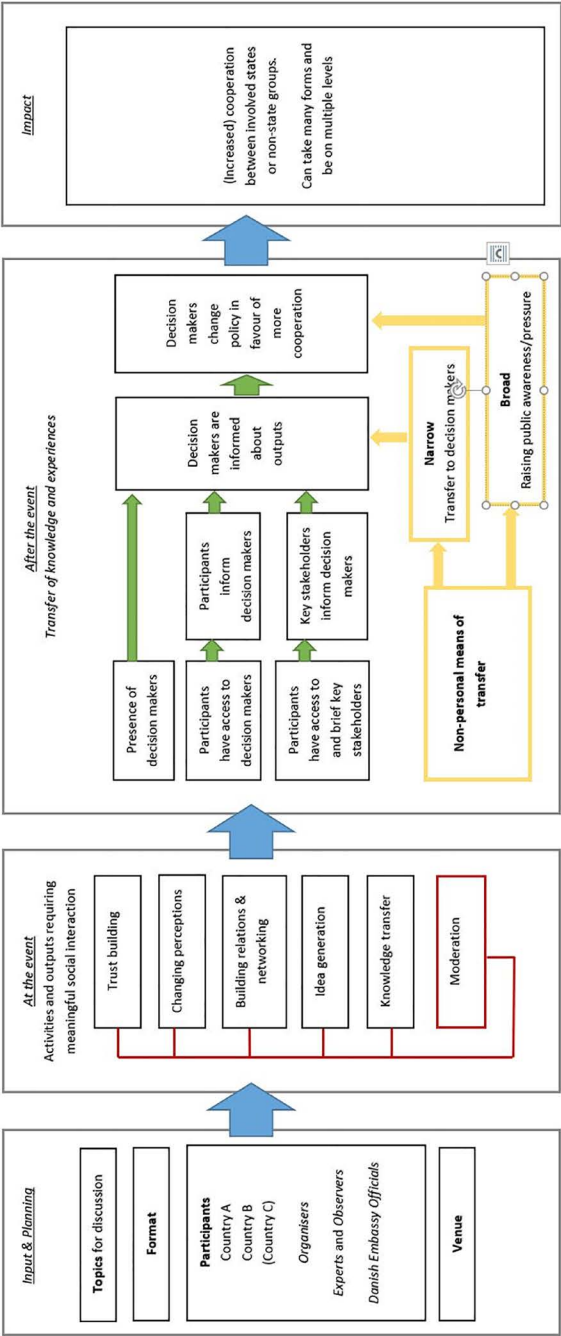 Input & Planning
Topics for discussion
Format
Participants
Country A
Country B
(Country C)
Organisers
Experts and Observers
Danish Embassy Officials
Venue
At the event
Activities and outputs requiring
meaningful social interaction
Trust building
Changing perceptions
Building relations &
networking
Idea generation
Knowledge transfer
Moderation
After the event
Transfer of knowledge and experiences
Presence of
decision makers
Participants
have access to
decision makers
Participants
inform
decision makers
Participants
have access to
and brief key
stakeholders
Key stakeholders
inform decision
makers
Decision
makers are
informed
about
outputs
Decision
makers
change
policy in
favour of
more
cooperation
Non-personal means of
transfer
Narrow
Transfer to decision makers
Broad
Raising public awareness/pressure
Impact
(Increased) cooperation
between involved states
or non-state groups.
Can take many forms and
be on multiple levels